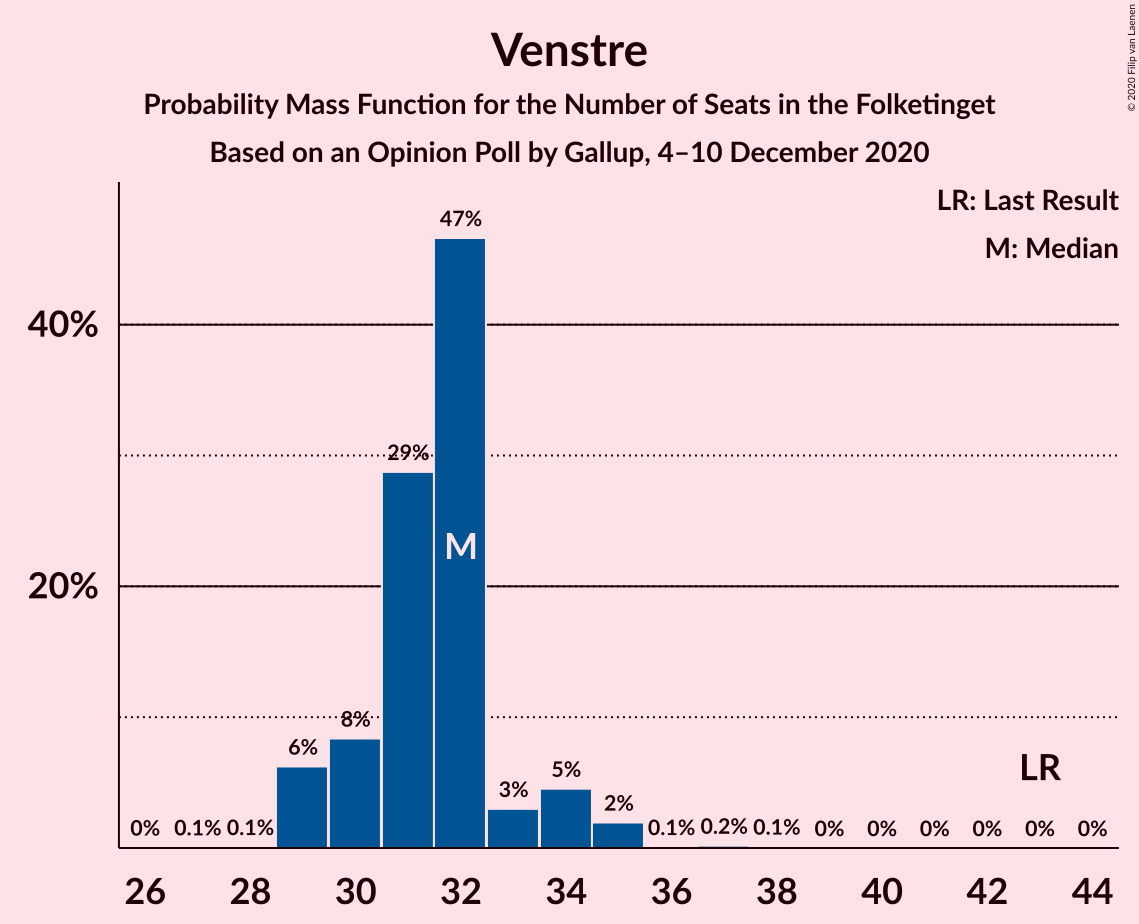 Venstre
Probability Mass Function for the Number of Seats in the Folketinget
Based on an Opinion Poll by Gallup, 4–10 December 2020
© 2020 Filip van Laenen
LR: Last Result
M: Median
47%
40%
29%
M
20%
8%
6%
LR
5%
3%
2%
0% 0.1% 0.1% 0.1% 0.2% 0.1% 0% 0% 0% 0% 0% 0%
26 28 30 32 34 36 38 40 42 44